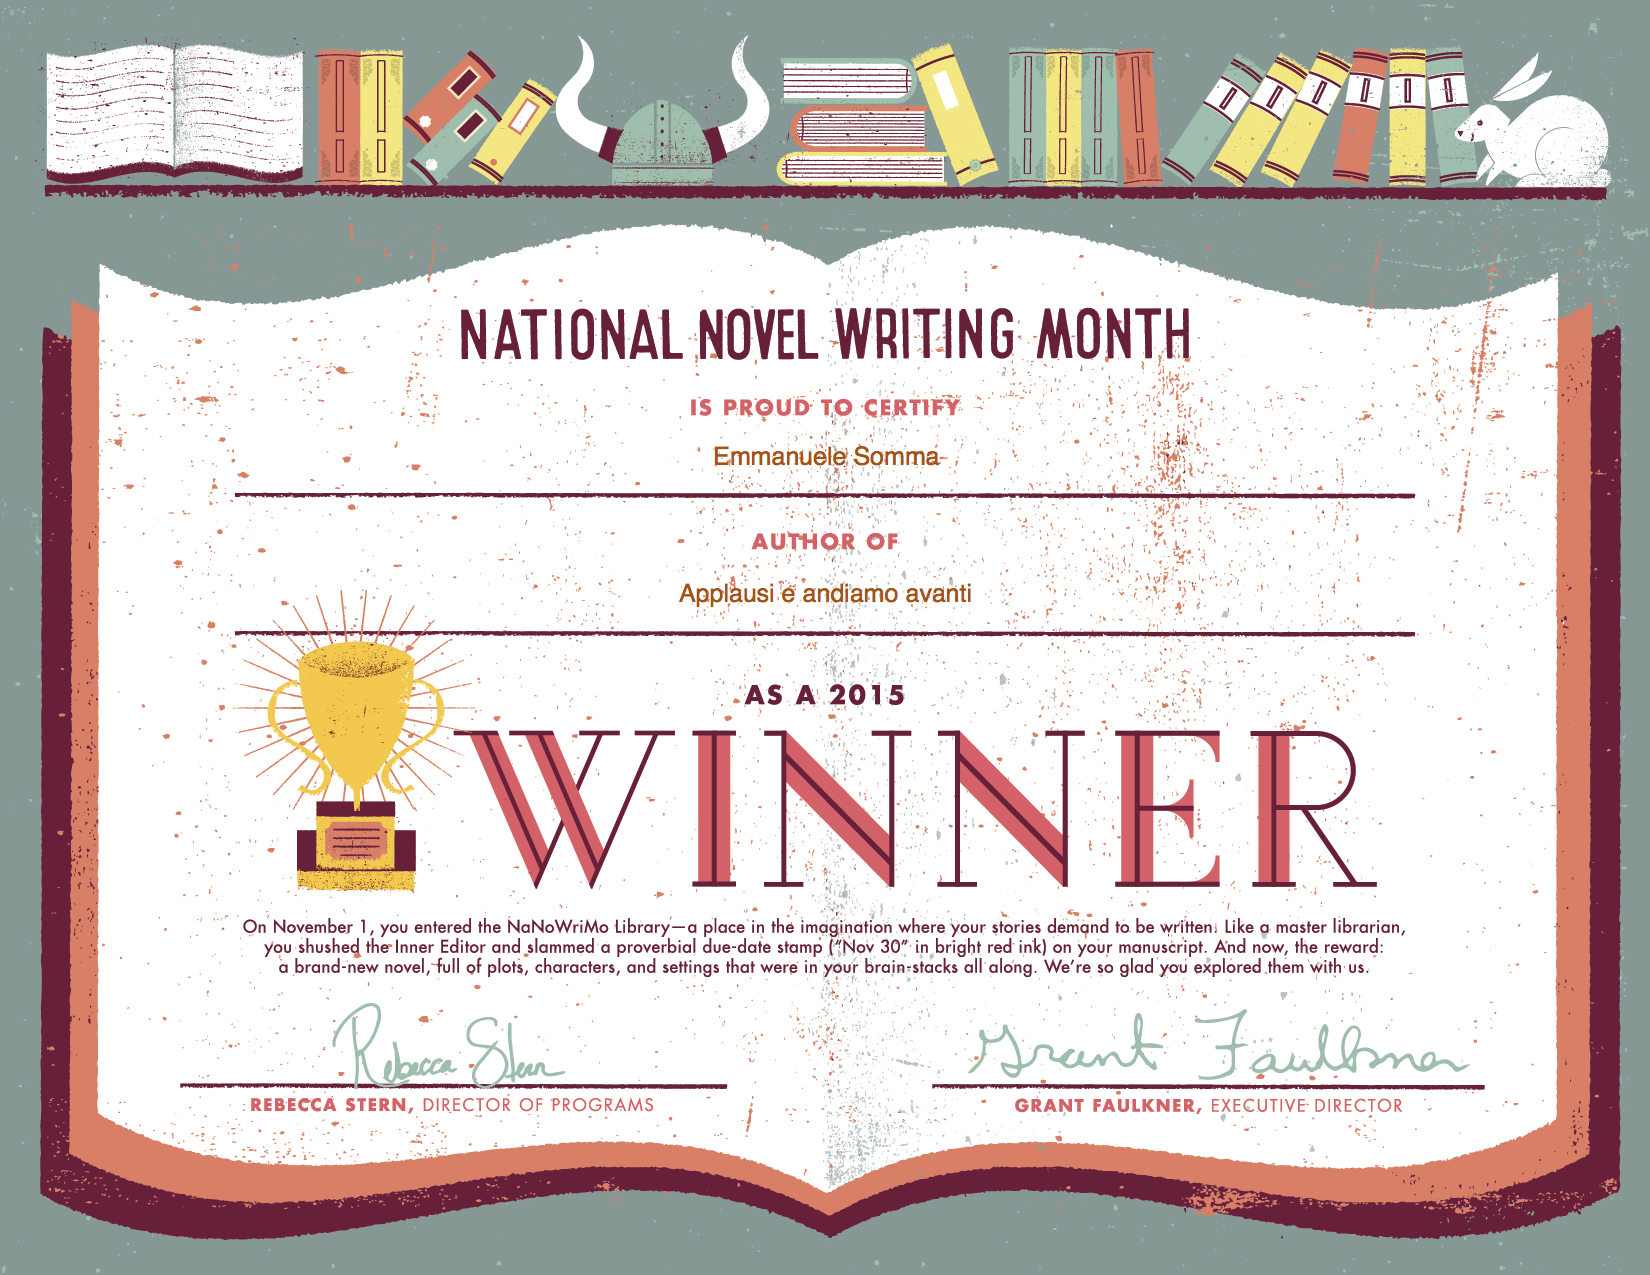 NATIONAL NOVEL WRITING MONTH
IS PROUD TO CERTIFY
Emmanuele Somma
AUTHOR OF
Applausi e andiamo avanti
AS A 2015
WINNER
On November 1, you entered the NaNoWriMo Library—a place in the imagination where your stories demand to be written. Like a master librarian,
you shushed the Inner Editor and slammed a proverbial due-date stamp (“Nov 30” in bright red ink) on your manuscript. And now, the reward:
a brand-new novel, full of plots, characters, and settings that were in your brain-stacks all along. We’re so glad you explored them with us.
Rebecca Stern
Grant Faulkner
REBECCA STERN, DIRECTOR OF PROGRAMS
GRANT FAULKNER, EXECUTIVE DIRECTOR